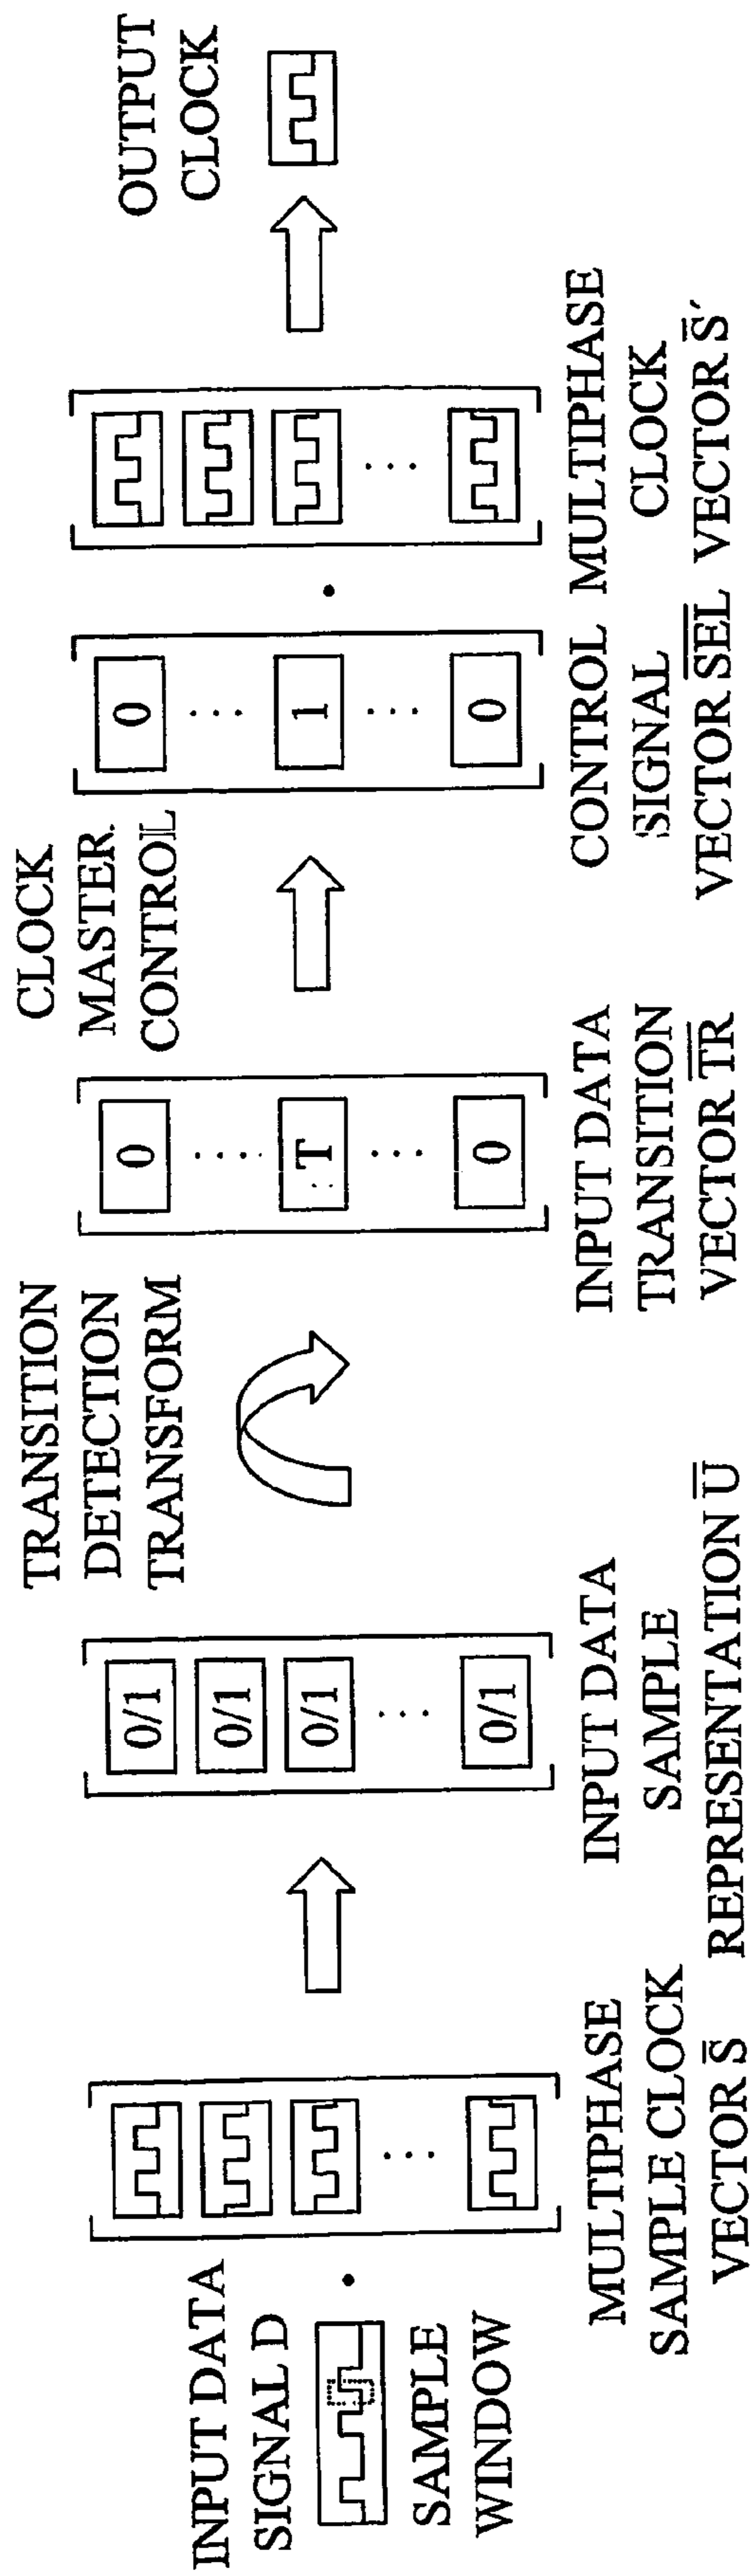 INPUT DATA
SIGNAL D
SAMPLE
WINDOW
•
MULTIPHASE
SAMPLE CLOCK
VECTOR S̅
0/1
0/1
0/1
0/1
INPUT DATA
SAMPLE
REPRESENTATION U̅
TRANSITION
DETECTION
TRANSFORM
0
T
0
INPUT DATA
TRANSITION
VECTOR T̅R̅
CLOCK
MASTER
CONTROL
0
1
0
CONTROL
SIGNAL
VECTOR S̅E̅L̅
•
MULTIPHASE
CLOCK
VECTOR S̅′
OUTPUT
CLOCK